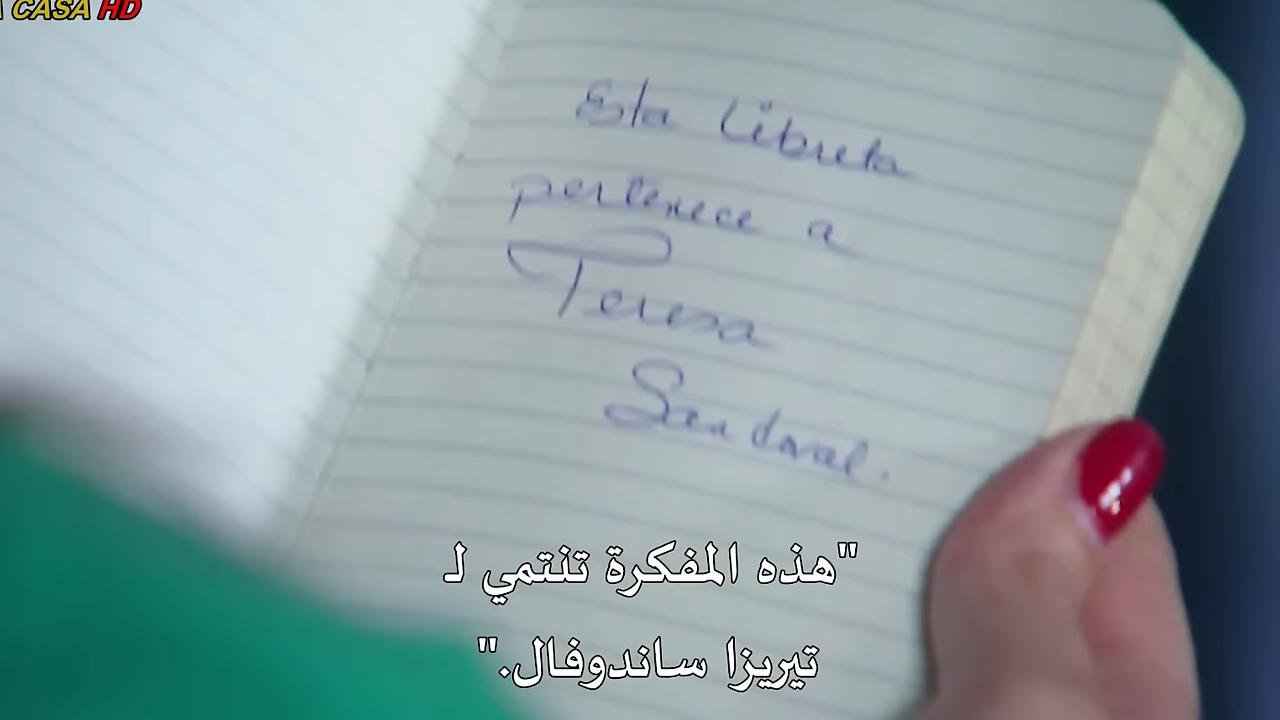 A CASA HD
Esta libreta
pertenece a
Teresa
Sandoval.
"هذه المفكرة تنتمي لـ
تيريزا ساندوفال."